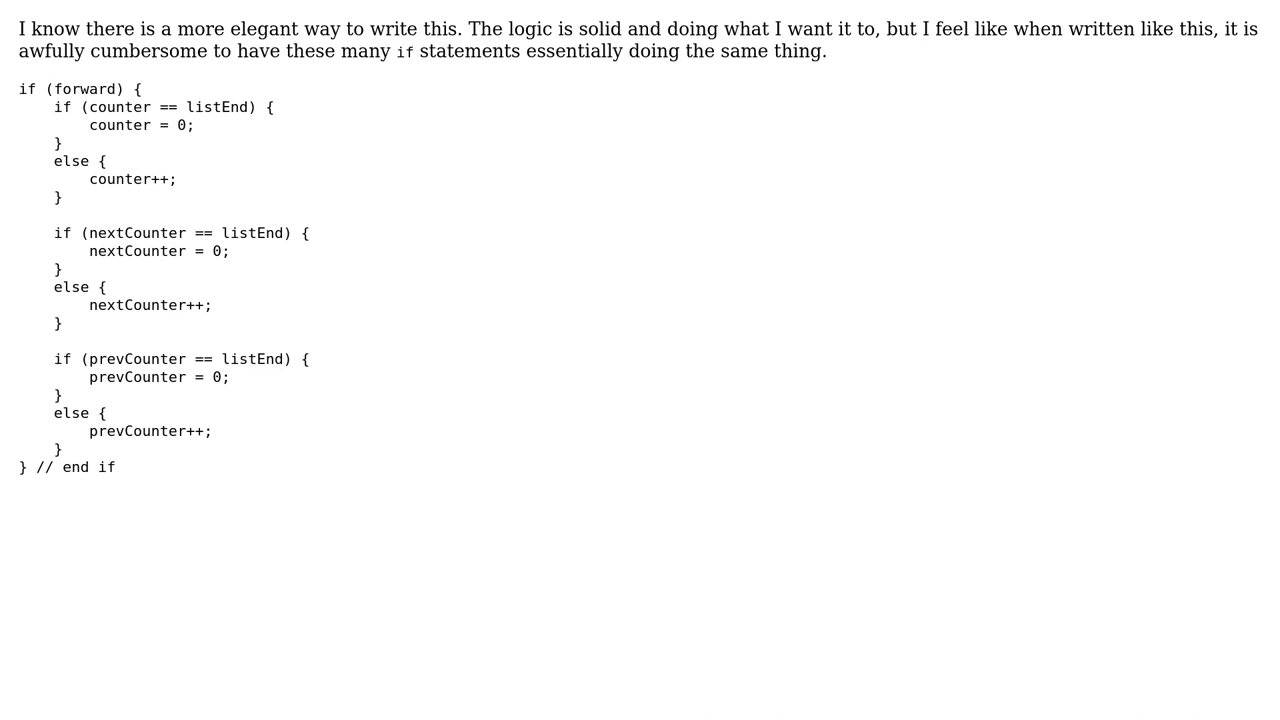 I know there is a more elegant way to write this. The logic is solid and doing what I want it to, but I feel like when written like this, it is
awfully cumbersome to have these many if statements essentially doing the same thing.
if (forward) {
    if (counter == listEnd) {
        counter = 0;
    }
    else {
        counter++;
    }

    if (nextCounter == listEnd) {
        nextCounter = 0;
    }
    else {
        nextCounter++;
    }

    if (prevCounter == listEnd) {
        prevCounter = 0;
    }
    else {
        prevCounter++;
    }
} // end if